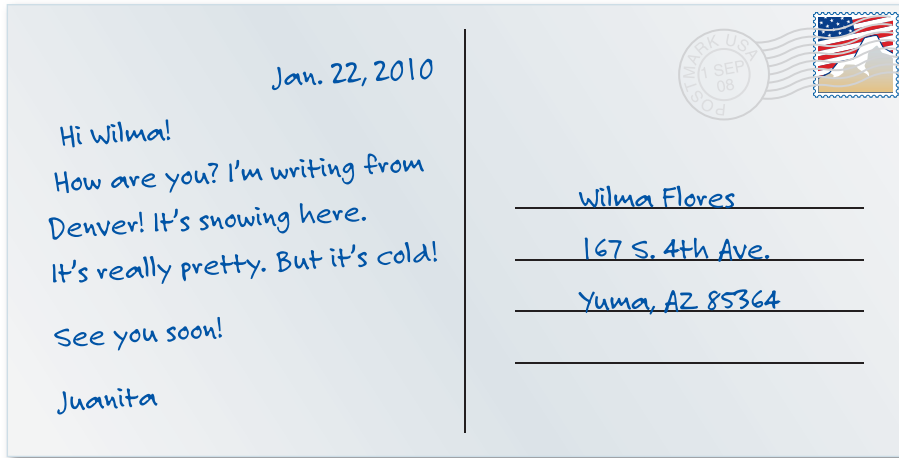 Jan. 22, 2010
Hi Wilma!
How are you? I'm writing from
Denver! It's snowing here.
It's really pretty. But it's cold!
See you soon!
Juanita
POSTMARK USA
1 SEP
08
Wilma Flores
167 S. 4th Ave.
Yuma, AZ 85364